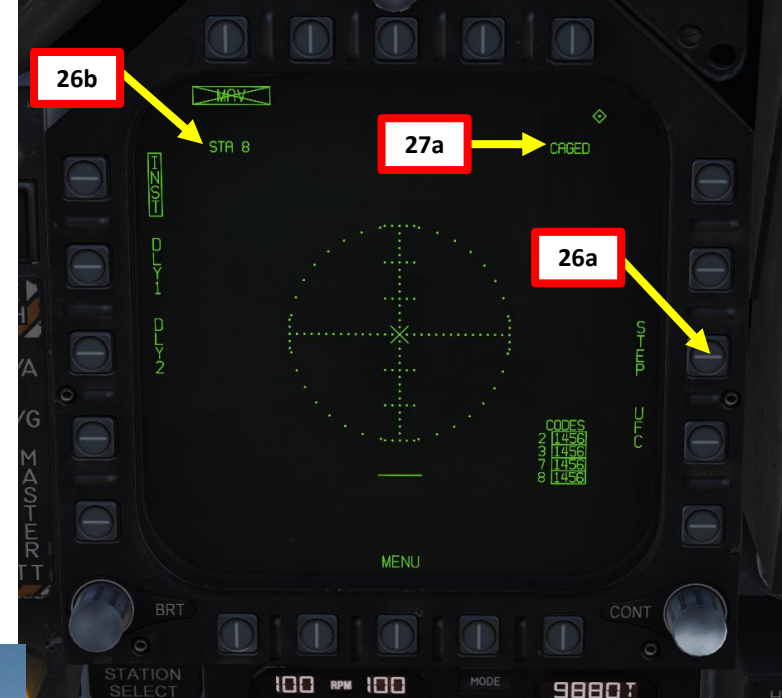 26b
MAV
STA 8
27a
CAGED
INST
26a
DLY1
DLY2
STEP
/A
UFC
/G
CODES
2 1456
3 1456
7 1456
8 1456
MASTER
MENU
BRT
CONT
STATION
SELECT
100 RPM 100
MODE
9880T